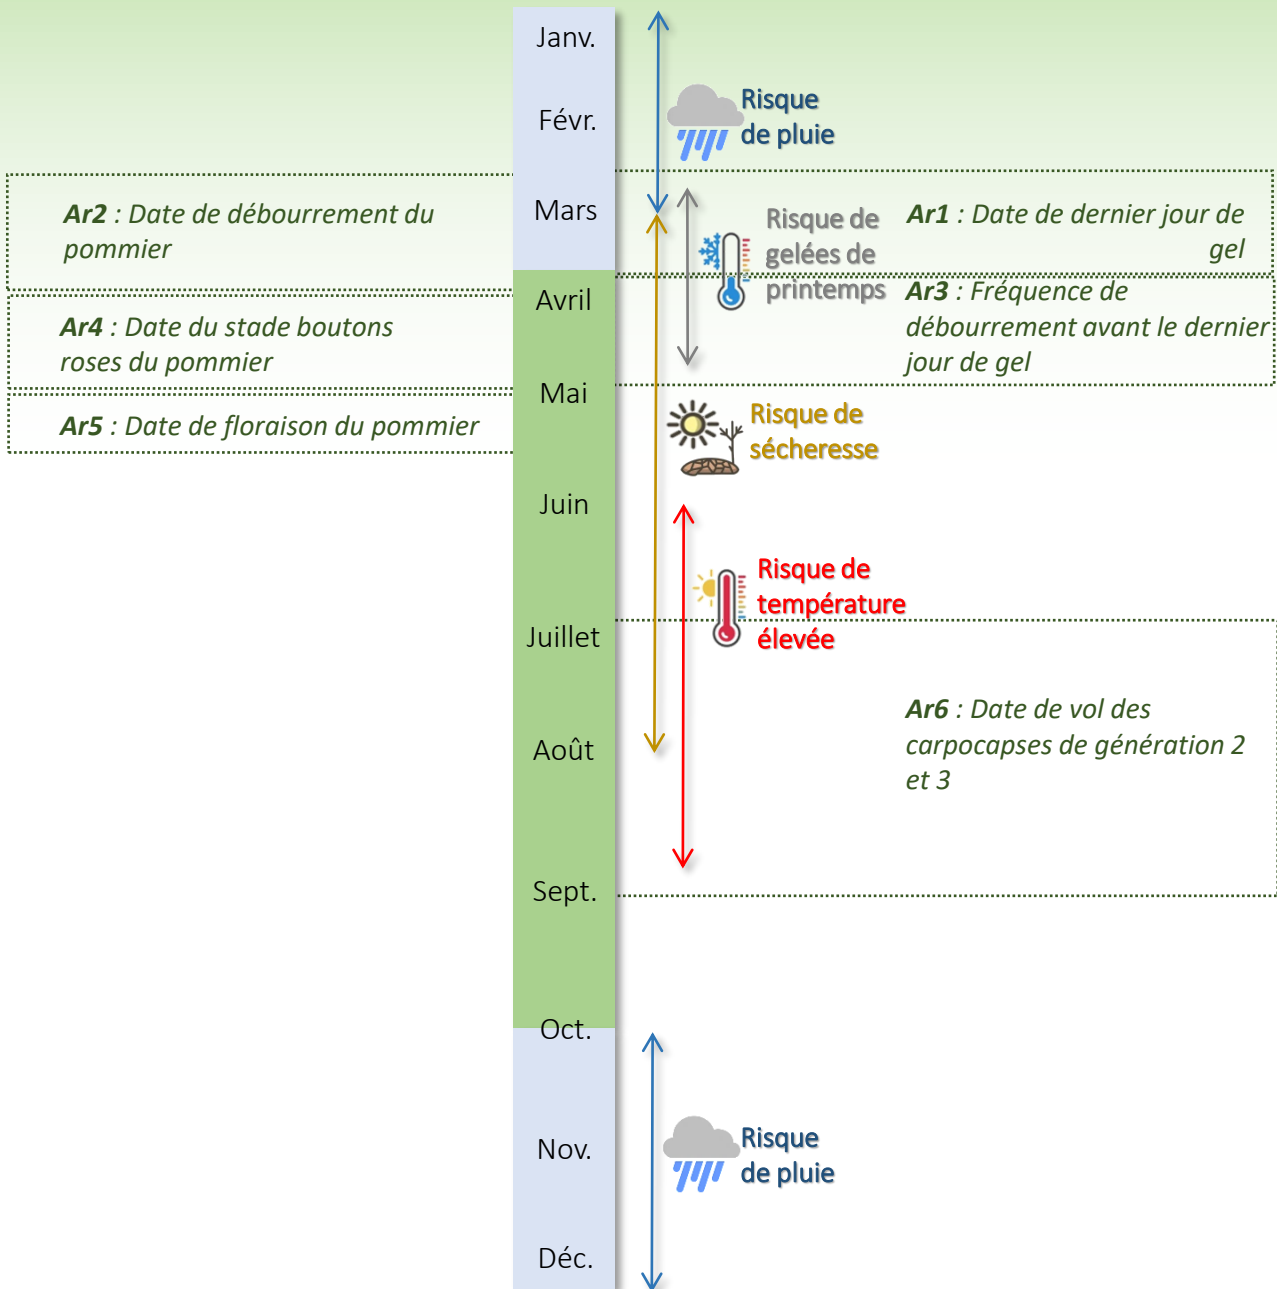 Janv.
Févr.
Risque
de pluie
Mars
Ar2 : Date de débourrement du
pommier
Risque de
gelées de
printemps
Ar1 : Date de dernier jour de
gel
Avril
Ar4 : Date du stade boutons
roses du pommier
Ar3 : Fréquence de
débourrement avant le dernier
jour de gel
Mai
Ar5 : Date de floraison du pommier
Risque de
sécheresse
Juin
Risque de
température
élevée
Juillet
Ar6 : Date de vol des
carpocapses de génération 2
et 3
Août
Sept.
Oct.
Nov.
Risque
de pluie
Déc.